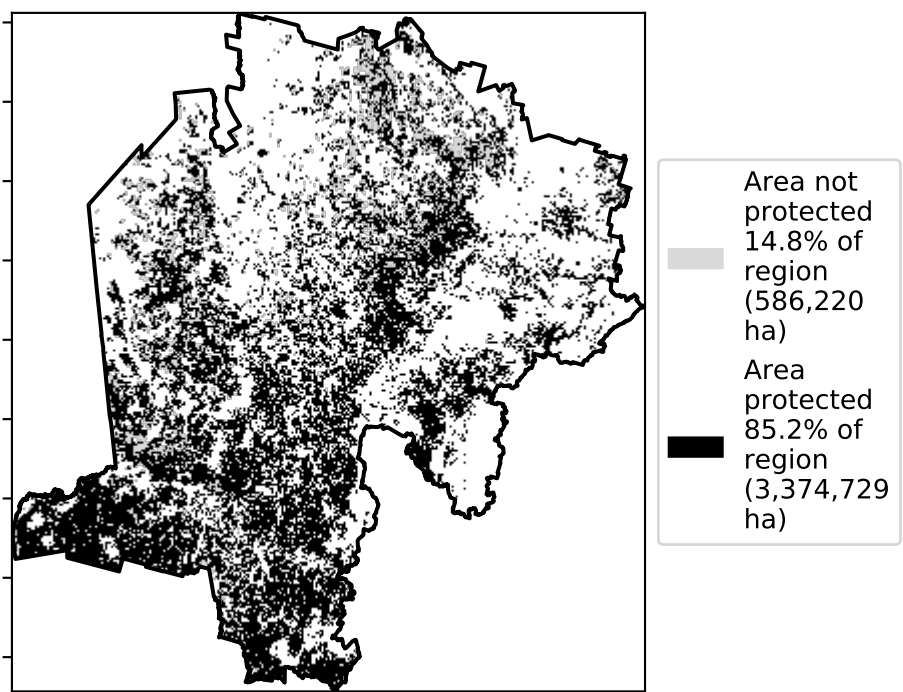 Area not
protected
14.8% of
region
(586,220
ha)
Area
protected
85.2% of
region
(3,374,729
ha)